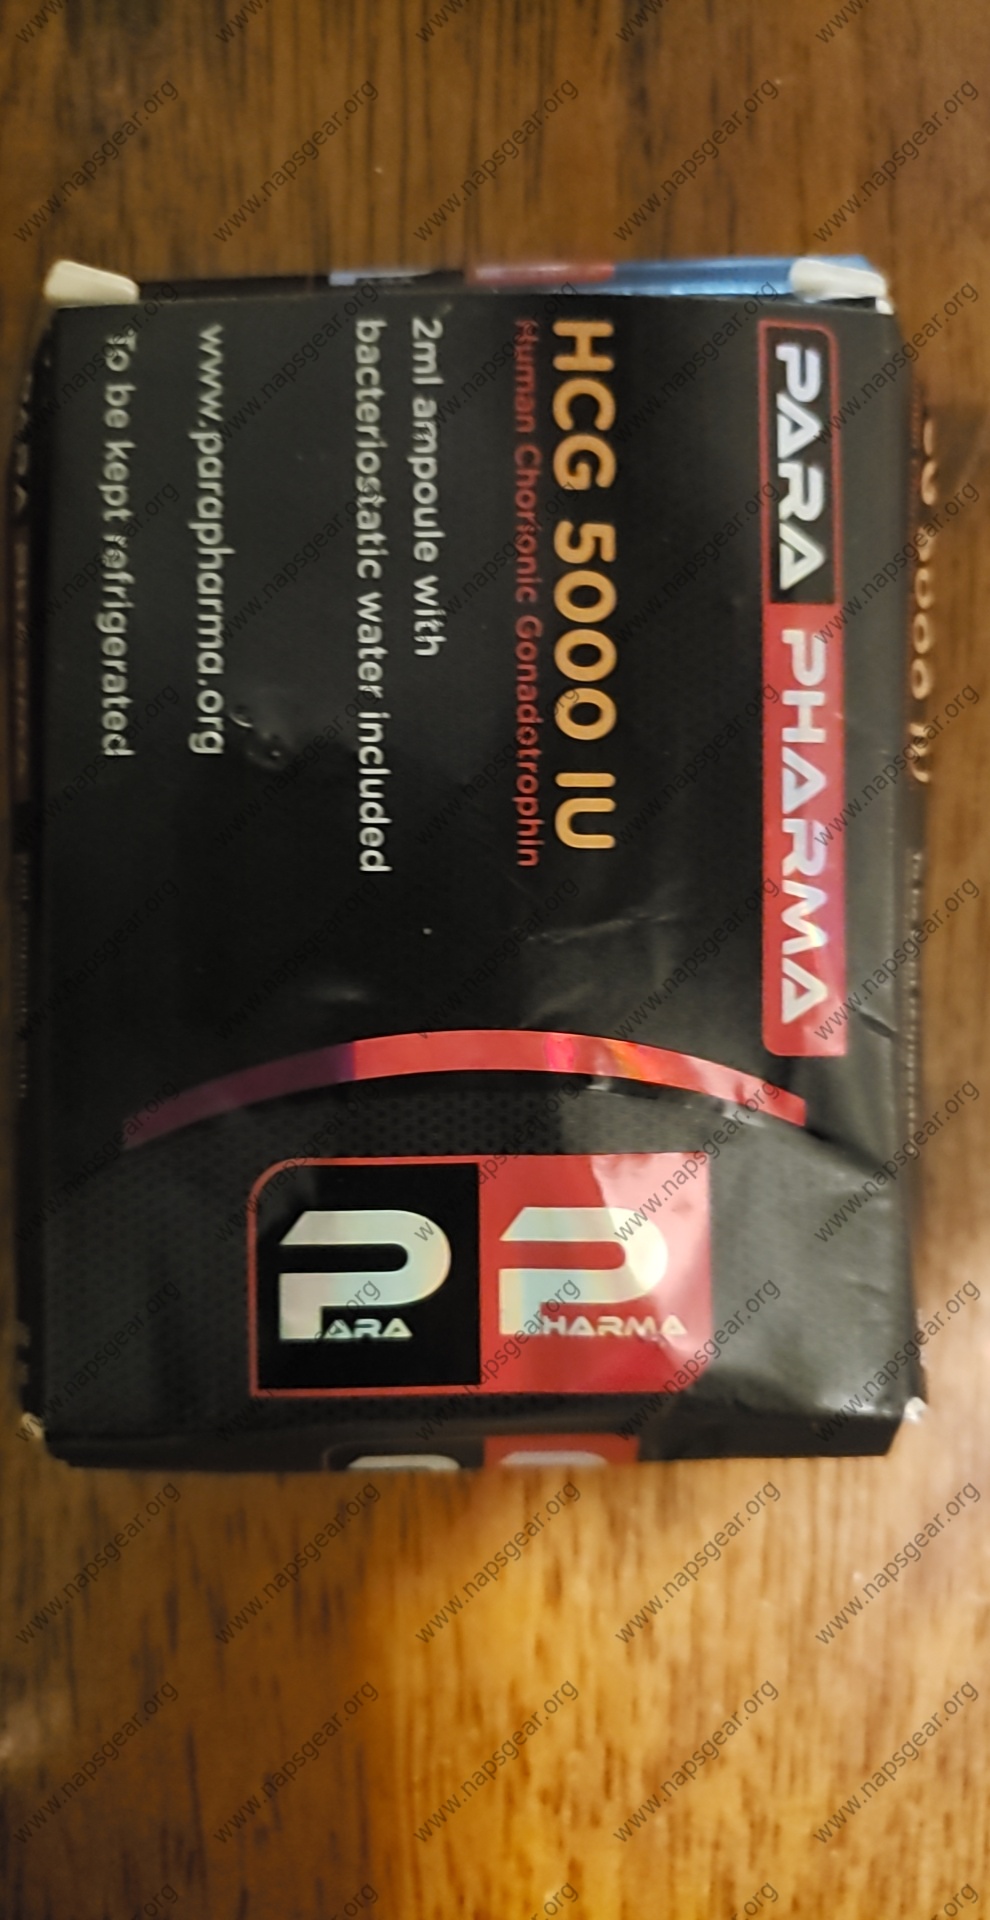 PARA PHARMA
HCG 5000 IU
Human Chorionic Gonadotrophin
2ml ampoule with
bacteriostatic water included
www.parapharma.org
To be kept refrigerated
PARA PHARMA
www.napsgear.org